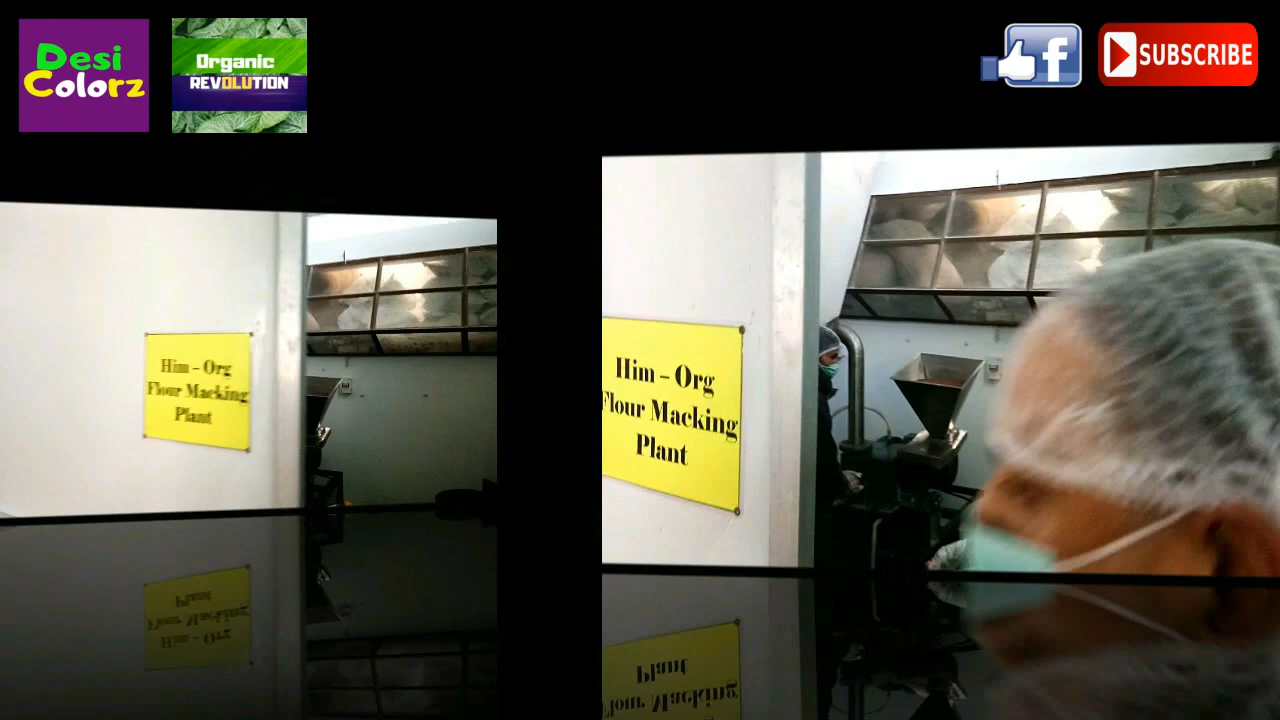 Desi
Colorz
Organic
REVOLUTION
f
SUBSCRIBE
Him – Org
Flour Macking
Plant
Him – Org
Flour Macking
Plant